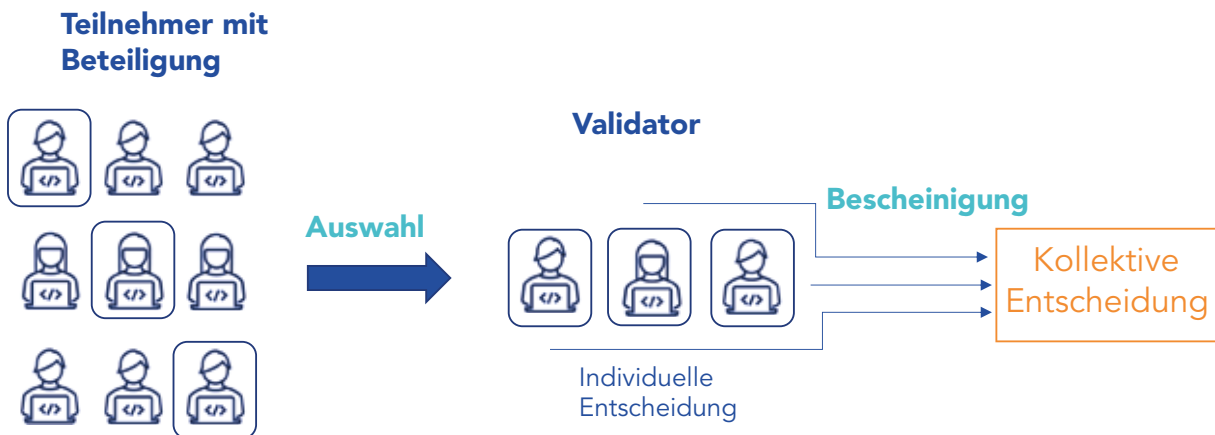 Teilnehmer mit
Beteiligung
Validator
Auswahl
Bescheinigung
Kollektive
Entscheidung
Individuelle
Entscheidung